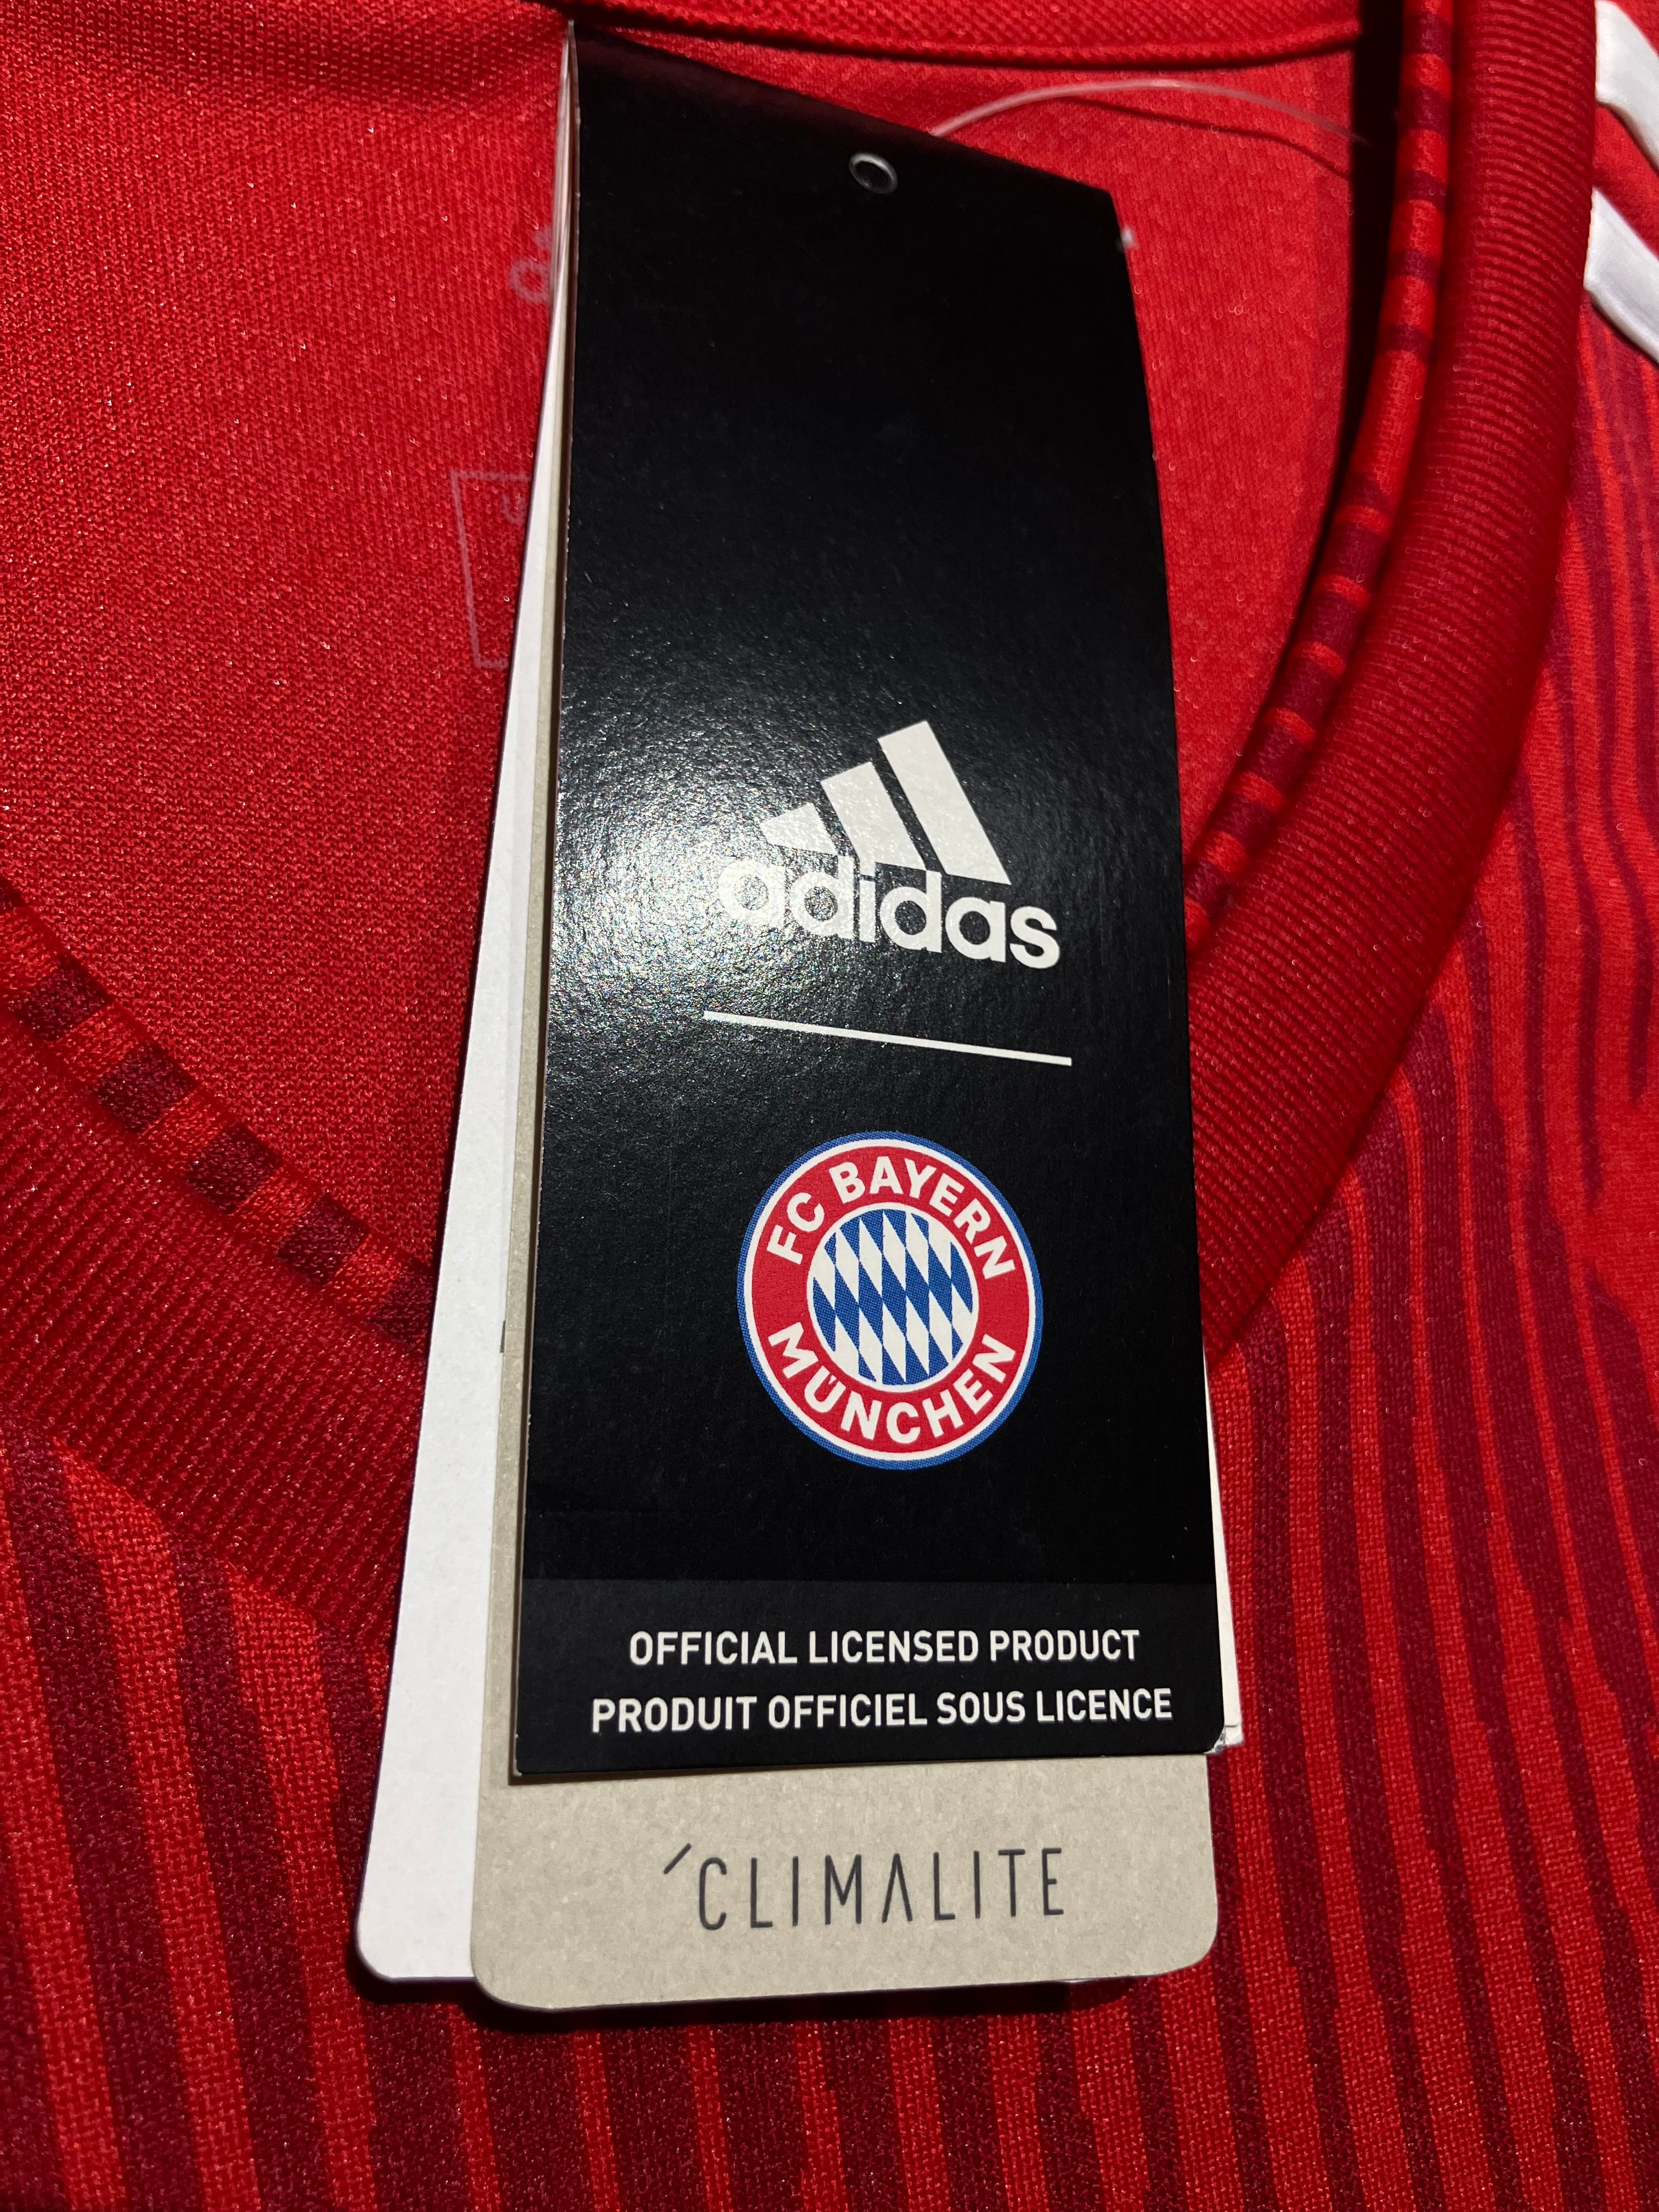 adidas
FC BAYERN
MÜNCHEN
OFFICIAL LICENSED PRODUCT
PRODUIT OFFICIEL SOUS LICENCE
CLIMALITE